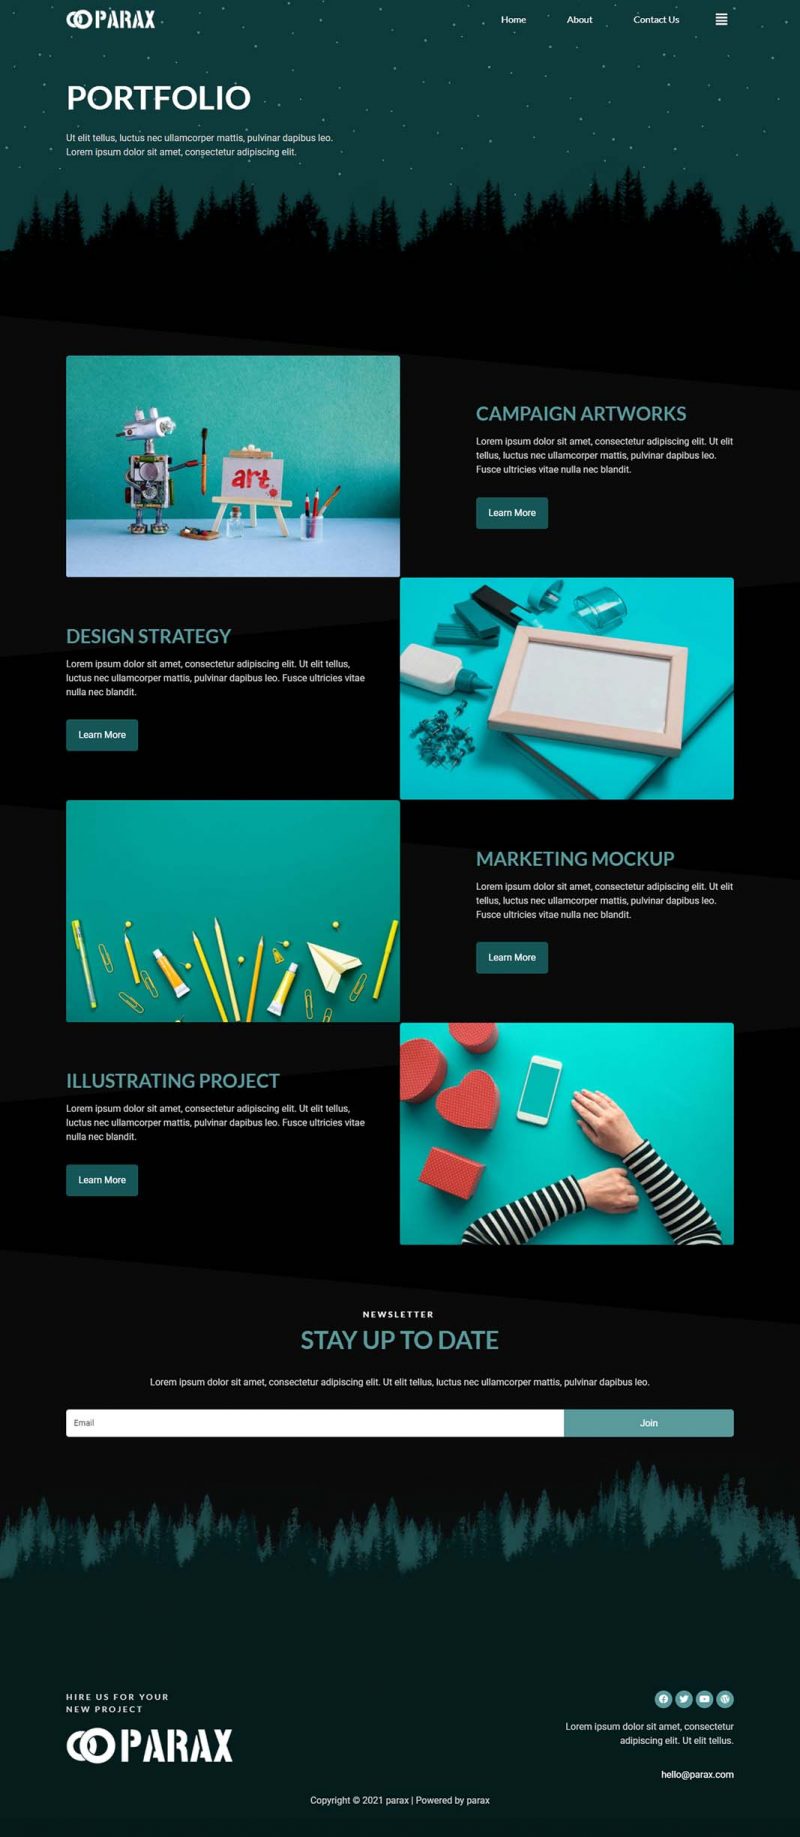 PARAX
Home About Contact Us
PORTFOLIO
Ut elit tellus, luctus nec ullamcorper mattis, pulvinar dapibus leo.
Lorem ipsum dolor sit amet, consectetur adipiscing elit.
art
CAMPAIGN ARTWORKS
Lorem ipsum dolor sit amet, consectetur adipiscing elit. Ut elit
tellus, luctus nec ullamcorper mattis, pulvinar dapibus leo.
Fusce ultricies vitae nulla nec blandit.
Learn More
DESIGN STRATEGY
Lorem ipsum dolor sit amet, consectetur adipiscing elit. Ut elit tellus,
luctus nec ullamcorper mattis, pulvinar dapibus leo. Fusce ultricies vitae
nulla nec blandit.
Learn More
MARKETING MOCKUP
Lorem ipsum dolor sit amet, consectetur adipiscing elit. Ut elit
tellus, luctus nec ullamcorper mattis, pulvinar dapibus leo.
Fusce ultricies vitae nulla nec blandit.
Learn More
ILLUSTRATING PROJECT
Lorem ipsum dolor sit amet, consectetur adipiscing elit. Ut elit tellus,
luctus nec ullamcorper mattis, pulvinar dapibus leo. Fusce ultricies vitae
nulla nec blandit.
Learn More
NEWSLETTER
STAY UP TO DATE
Lorem ipsum dolor sit amet, consectetur adipiscing elit. Ut elit tellus, luctus nec ullamcorper mattis, pulvinar dapibus leo.
Email
Join
HIRE US FOR YOUR
NEW PROJECT
PARAX
Lorem ipsum dolor sit amet, consectetur
adipiscing elit. Ut elit tellus.
hello@parax.com
Copyright © 2021 parax | Powered by parax